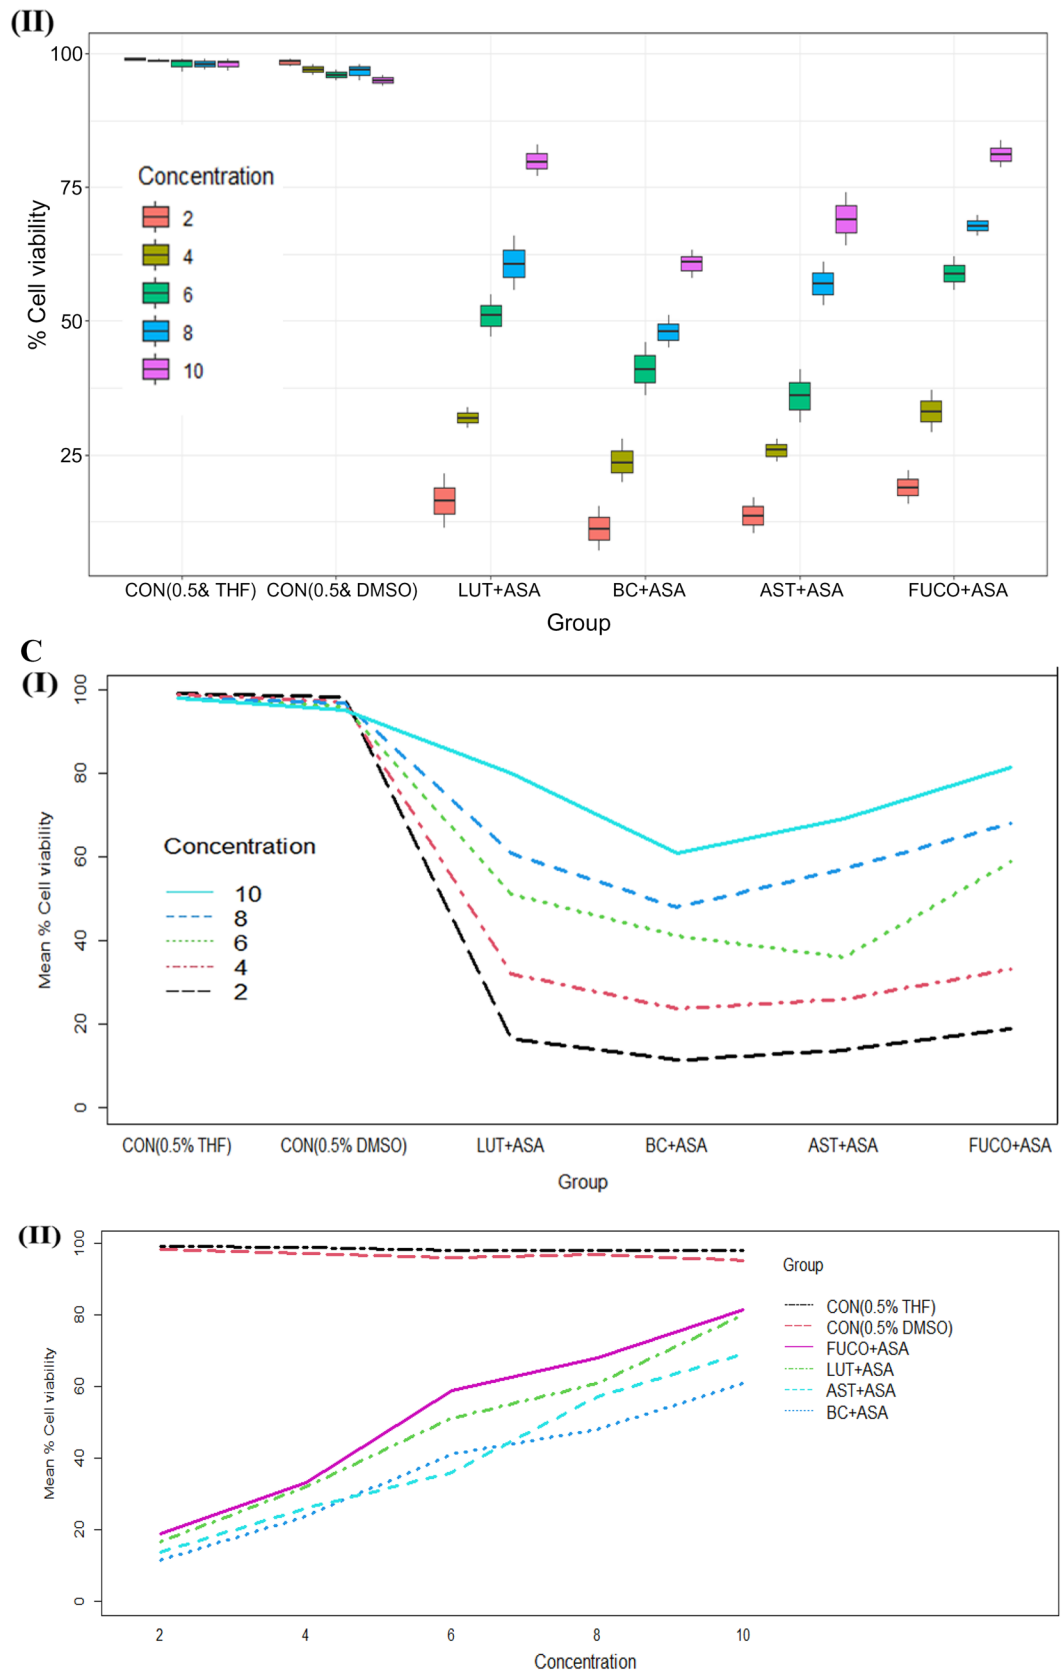 (II)
100
75
50
25
% Cell viability
Concentration
2
4
6
8
10
CON(0.5& THF) CON(0.5& DMSO) LUT+ASA BC+ASA AST+ASA FUCO+ASA
Group
C
(I)
100
80
60
40
20
0
Mean % Cell viability
Concentration
10
8
6
4
2
CON(0.5% THF) CON(0.5% DMSO) LUT+ASA BC+ASA AST+ASA FUCO+ASA
Group
(II)
100
80
60
40
20
0
Mean % Cell viability
Group
CON(0.5% THF)
CON(0.5% DMSO)
FUCO+ASA
LUT+ASA
AST+ASA
BC+ASA
2 4 6 8 10
Concentration